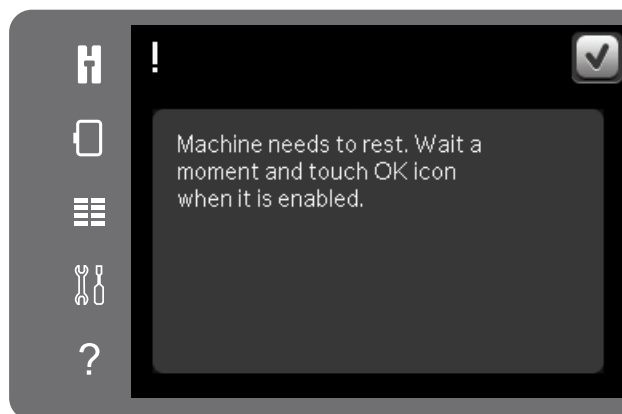 !
Machine needs to rest. Wait a
moment and touch OK icon
when it is enabled.
?